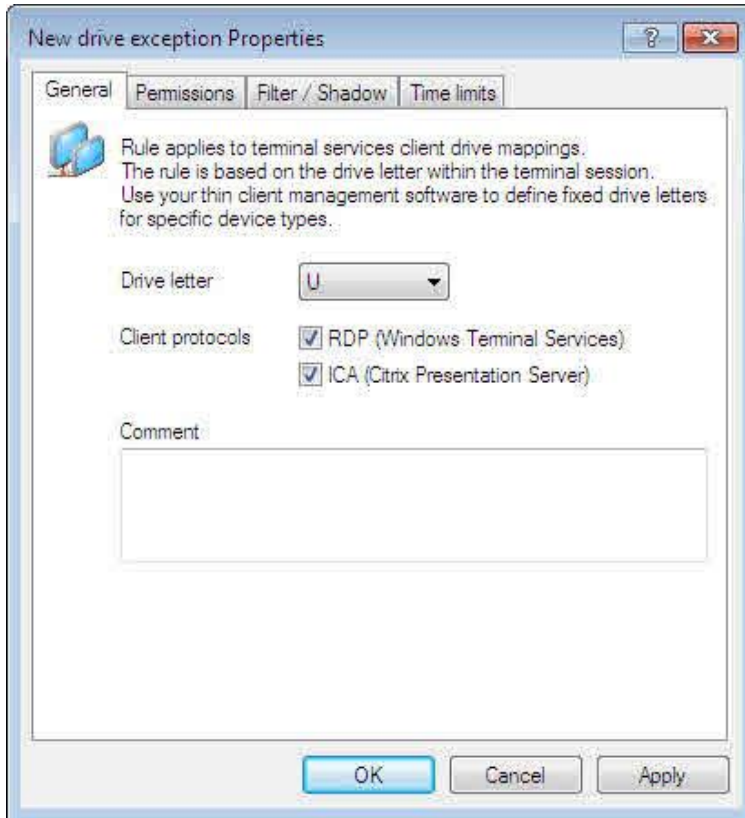 New drive exception Properties
General Permissions Filter / Shadow Time limits
Rule applies to terminal services client drive mappings.
The rule is based on the drive letter within the terminal session.
Use your thin client management software to define fixed drive letters
for specific device types.
Drive letter U
Client protocols RDP (Windows Terminal Services)
ICA (Citrix Presentation Server)
Comment
OK Cancel Apply